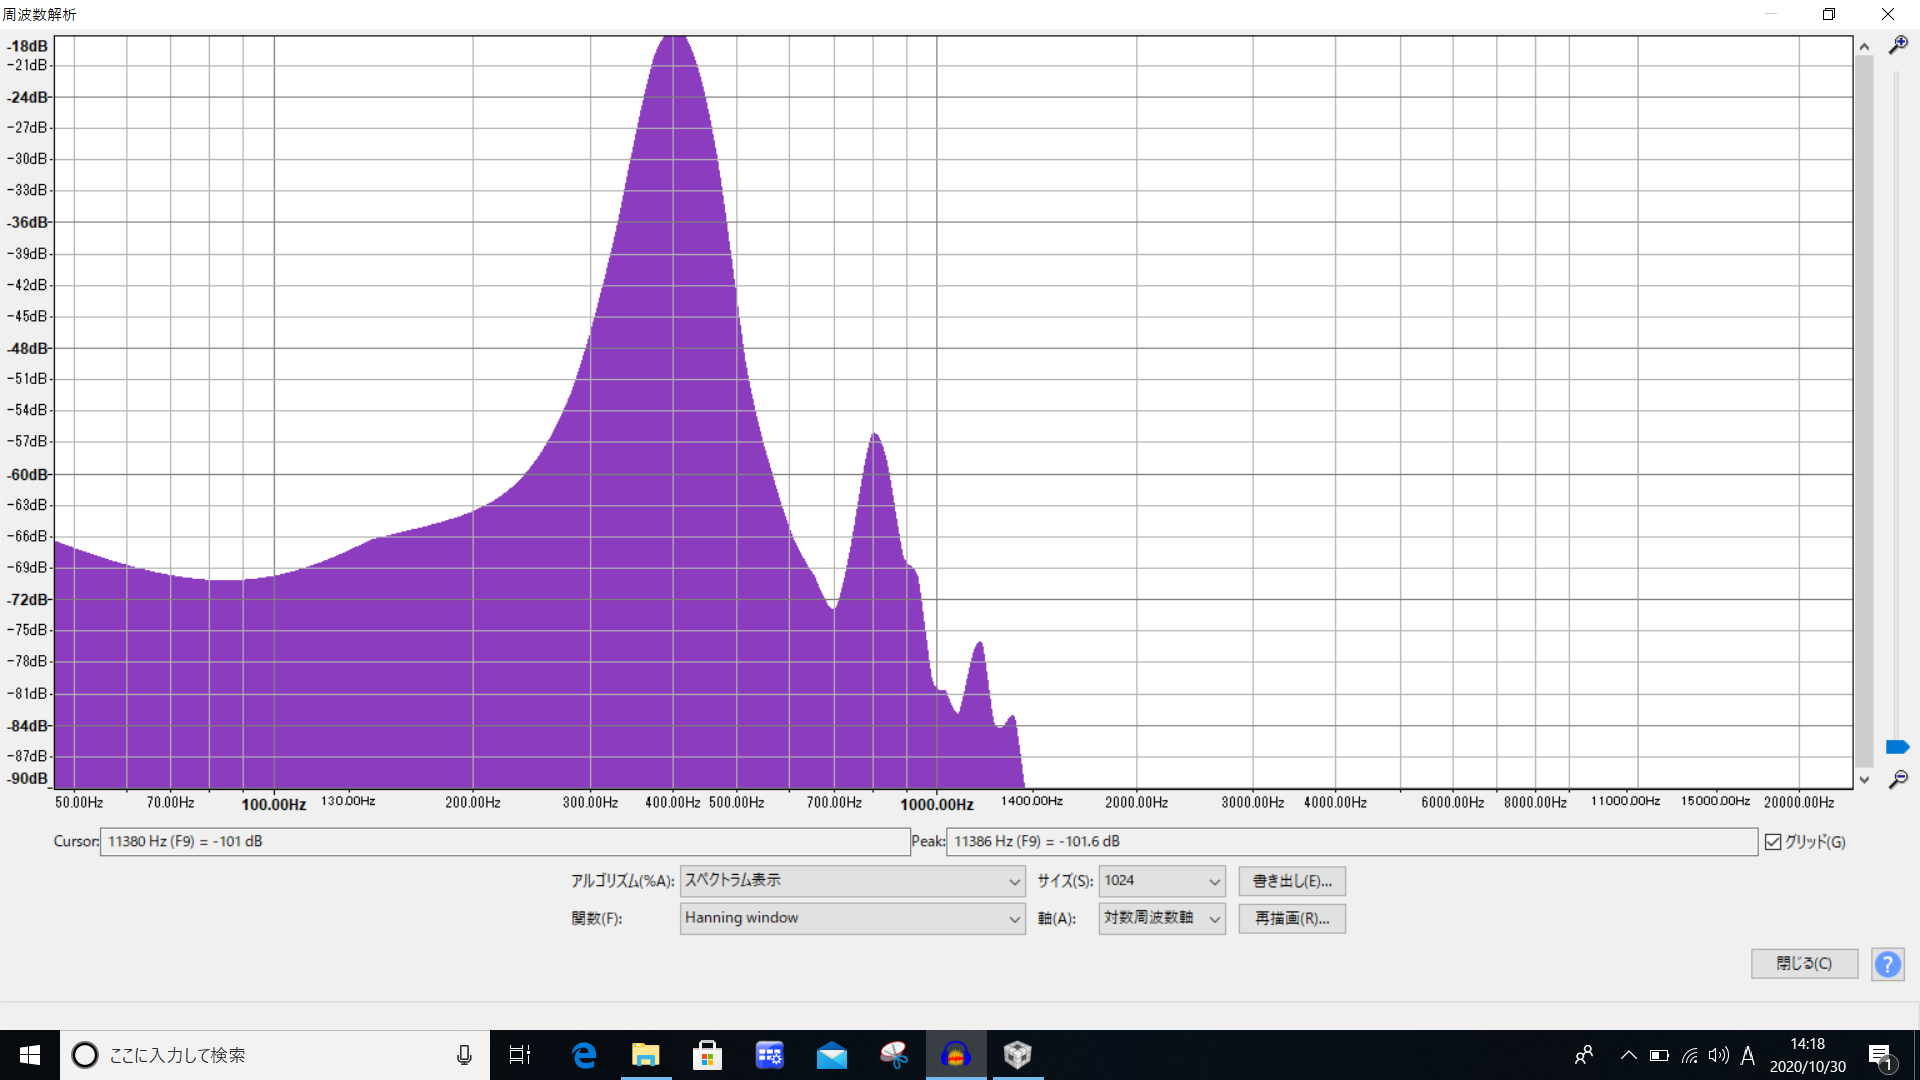 周波数解析
-18dB
-21dB
-24dB
-27dB
-30dB
-33dB
-36dB
-39dB
-42dB
-45dB
-48dB
-51dB
-54dB
-57dB
-60dB
-63dB
-66dB
-69dB
-72dB
-75dB
-78dB
-81dB
-84dB
-87dB
-90dB
50.00Hz 70.00Hz 100.00Hz 130.00Hz 200.00Hz 300.00Hz 400.00Hz 500.00Hz 700.00Hz 1000.00Hz 1400.00Hz 2000.00Hz 3000.00Hz 4000.00Hz 6000.00Hz 8000.00Hz 11000.00Hz 15000.00Hz 20000.00Hz
Cursor: 11380 Hz (F9) = -101 dB Peak: 11386 Hz (F9) = -101.6 dB グリッド(G)
アルゴリズム(%A): スペクトラム表示 サイズ(S): 1024 書き出し(E)...
関数(F): Hanning window 軸(A): 対数周波数軸 再描画(R)...
閉じる(C) ?
ここに入力して検索 A 14:18
2020/10/30 1